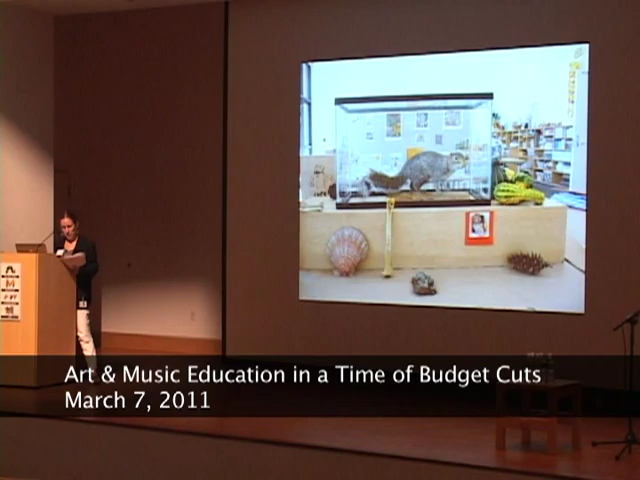 Art & Music Education in a Time of Budget Cuts
March 7, 2011